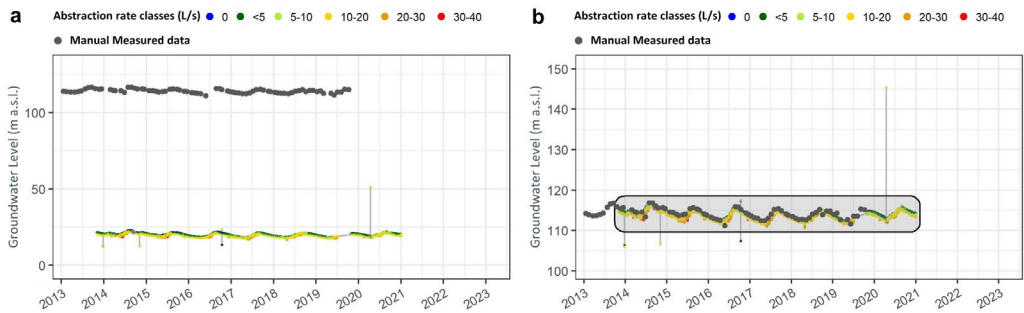 a
Abstraction rate classes (L/s) 0 <5 5-10 10-20 20-30 30-40
Manual Measured data
Groundwater Level (m a.s.l.)
100
50
0
2013 2014 2015 2016 2017 2018 2019 2020 2021 2022 2023
b
Abstraction rate classes (L/s) 0 <5 5-10 10-20 20-30 30-40
Manual Measured data
Groundwater Level (m a.s.l.)
150
140
130
120
110
100
2013 2014 2015 2016 2017 2018 2019 2020 2021 2022 2023